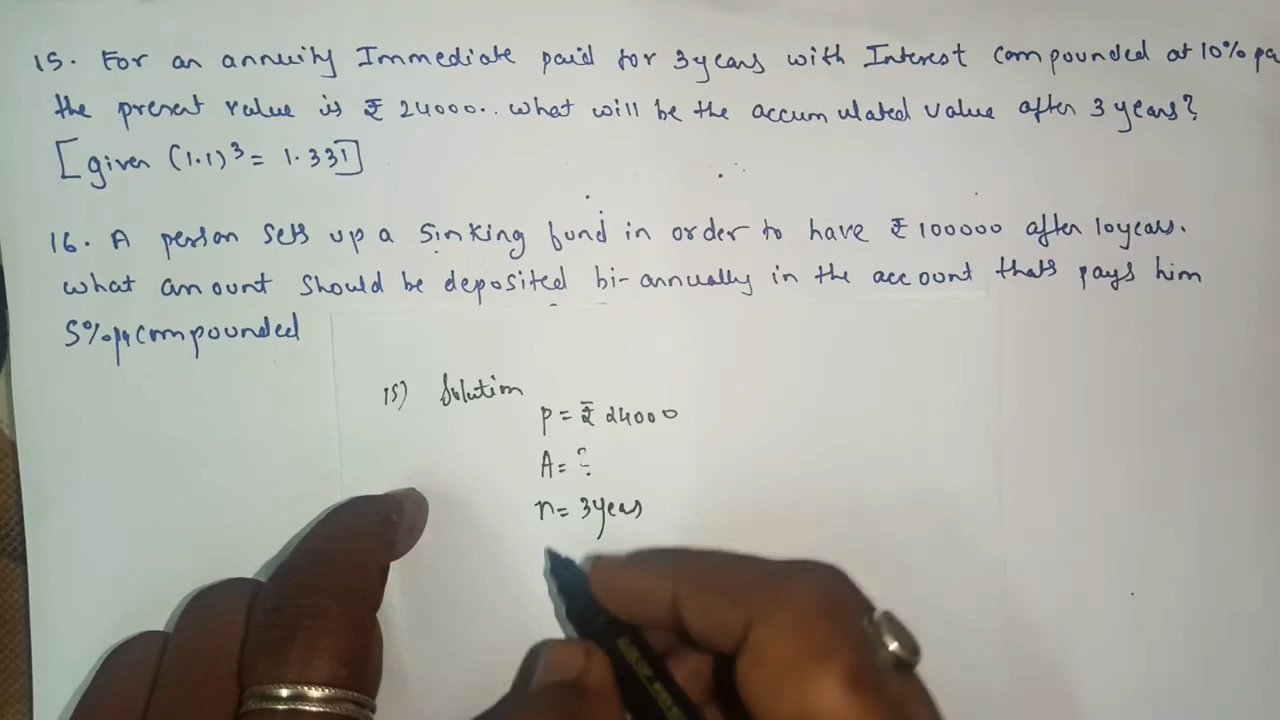 15. For an annuity Immediate paid for 3years with Interest Compounded at 10% pa
the present value is ₹ 24000.. what will be the accumulated value after 3 years?
[given (1.1)³ = 1.331]
16. A person sets up a sinking fund in order to have ₹ 100000 after 10years.
what amount should be deposited bi-annually in the account thats pays him
5% pa compounded
15) Solution
P = ₹ 24000
A = ?
n = 3yeas